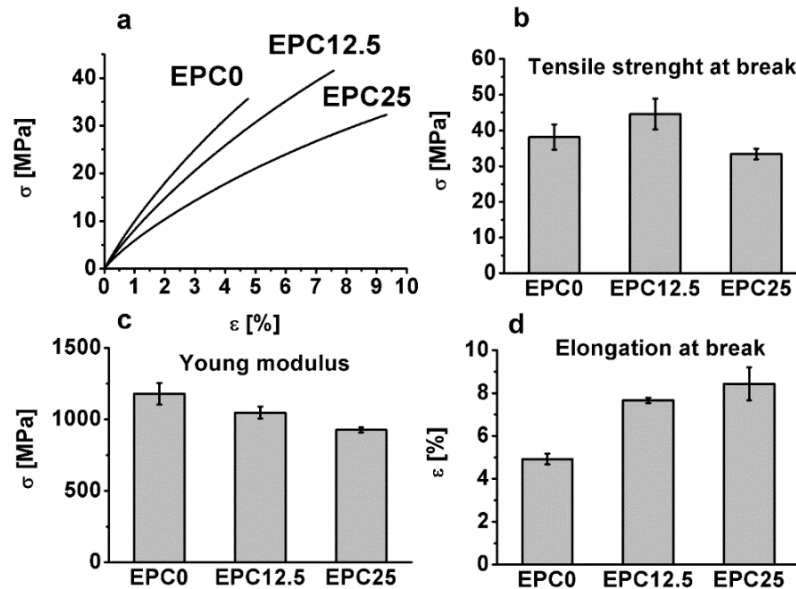 a
EPC0
EPC12.5
EPC25
σ [MPa]
40
30
20
10
0
0 1 2 3 4 5 6 7 8 9 10
ε [%]
b
Tensile strenght at break
σ [MPa]
60
50
40
30
20
10
0
EPC0 EPC12.5 EPC25
c
Young modulus
σ [MPa]
1500
1000
500
0
EPC0 EPC12.5 EPC25
d
Elongation at break
ε [%]
10
8
6
4
2
0
EPC0 EPC12.5 EPC25